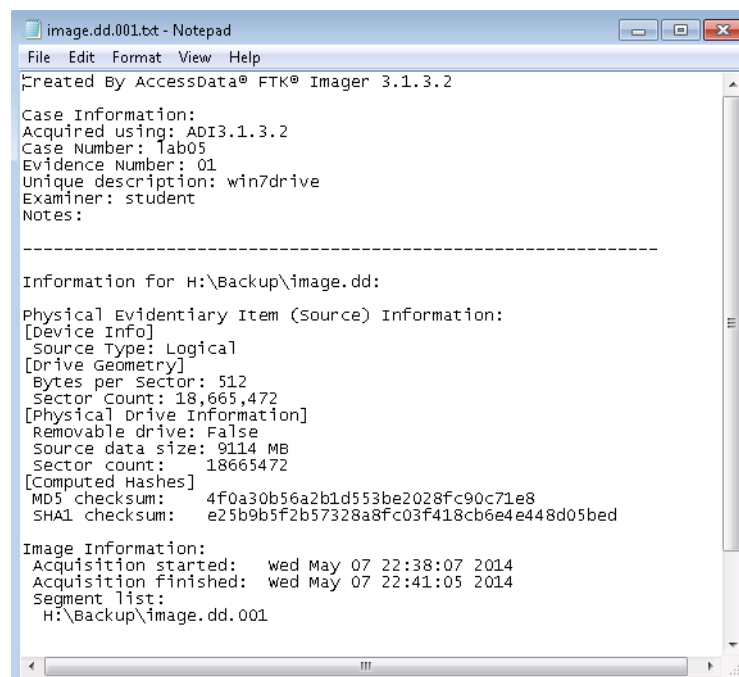 image.dd.001.txt - Notepad
File Edit Format View Help
Created By AccessData® FTK® Imager 3.1.3.2
Case Information:
Acquired using: ADI3.1.3.2
Case Number: lab05
Evidence Number: 01
Unique description: win7drive
Examiner: student
Notes:
--------------------------------------------------------------
Information for H:\Backup\image.dd:
Physical Evidentiary Item (Source) Information:
[Device Info]
Source Type: Logical
[Drive Geometry]
Bytes per Sector: 512
Sector Count: 18,665,472
[Physical Drive Information]
Removable drive: False
Source data size: 9114 MB
Sector count: 18665472
[Computed Hashes]
MD5 checksum: 4f0a30b56a2b1d553be2028fc90c71e8
SHA1 checksum: e25b9b5f2b57328a8fc03f418cb6e4e448d05bed
Image Information:
Acquisition started: Wed May 07 22:38:07 2014
Acquisition finished: Wed May 07 22:41:05 2014
Segment list:
H:\Backup\image.dd.001